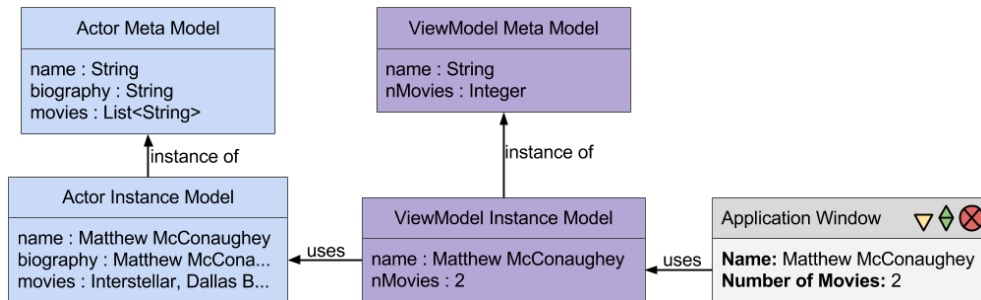 Actor Meta Model
name : String
biography : String
movies : List<String>
ViewModel Meta Model
name : String
nMovies : Integer
instance of
instance of
Actor Instance Model
name : Matthew McConaughey
biography : Matthew McCona...
movies : Interstellar, Dallas B...
uses
ViewModel Instance Model
name : Matthew McConaughey
nMovies : 2
uses
Application Window
Name: Matthew McConaughey
Number of Movies: 2